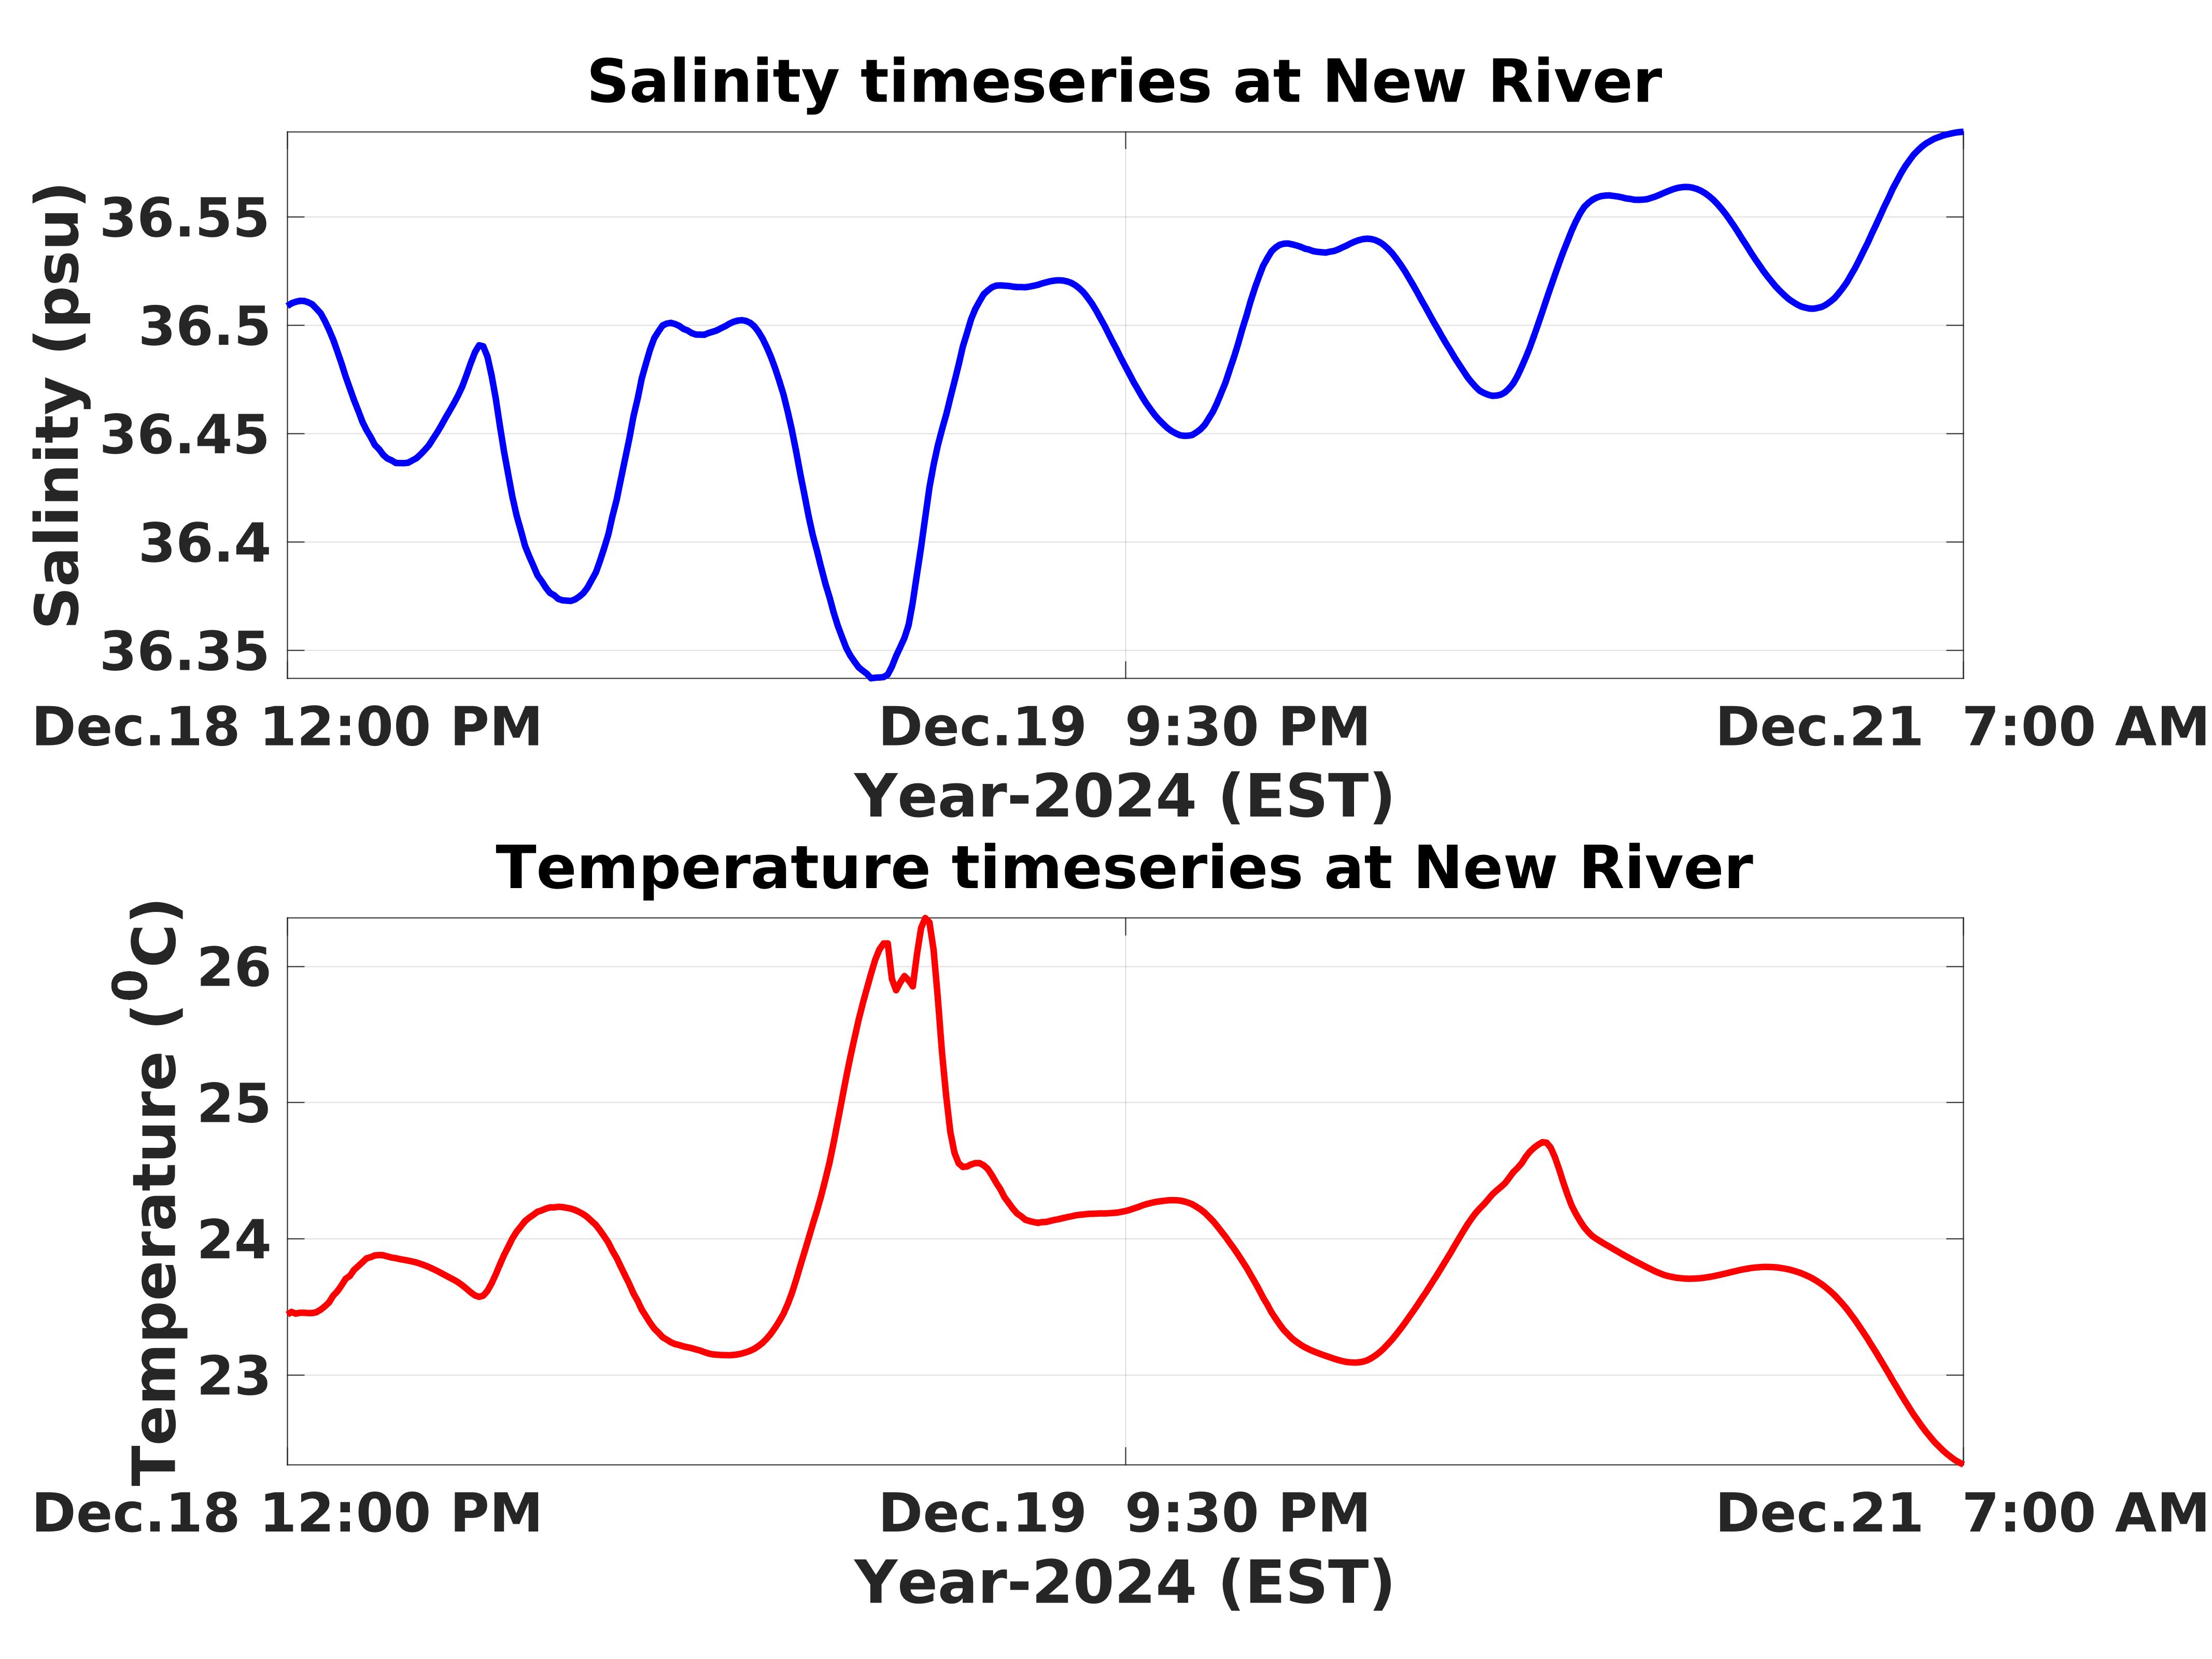 Salinity timeseries at New River
Salinity (psu)
36.55
36.5
36.45
36.4
36.35
Dec.18 12:00 PM
Dec.19  9:30 PM
Dec.21  7:00 AM
Year-2024 (EST)
Temperature timeseries at New River
Temperature (⁰C)
26
25
24
23
Dec.18 12:00 PM
Dec.19  9:30 PM
Dec.21  7:00 AM
Year-2024 (EST)